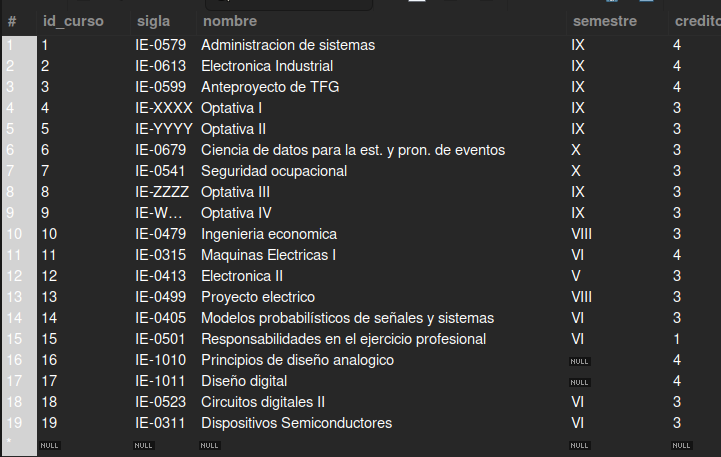 # id_curso sigla nombre semestre credito
1 1 IE-0579 Administracion de sistemas IX 4
2 2 IE-0613 Electronica Industrial IX 4
3 3 IE-0599 Anteproyecto de TFG IX 4
4 4 IE-XXXX Optativa I IX 3
5 5 IE-YYYY Optativa II IX 3
6 6 IE-0679 Ciencia de datos para la est. y pron. de eventos X 3
7 7 IE-0541 Seguridad ocupacional X 3
8 8 IE-ZZZZ Optativa III IX 3
9 9 IE-W... Optativa IV IX 3
10 10 IE-0479 Ingenieria economica VIII 3
11 11 IE-0315 Maquinas Electricas I VI 4
12 12 IE-0413 Electronica II V 3
13 13 IE-0499 Proyecto electrico VIII 3
14 14 IE-0405 Modelos probabilísticos de señales y sistemas VI 3
15 15 IE-0501 Responsabilidades en el ejercicio profesional VI 1
16 16 IE-1010 Principios de diseño analogico NULL 4
17 17 IE-1011 Diseño digital NULL 4
18 18 IE-0523 Circuitos digitales II VI 3
19 19 IE-0311 Dispositivos Semiconductores VI 3
* NULL NULL NULL NULL NULL